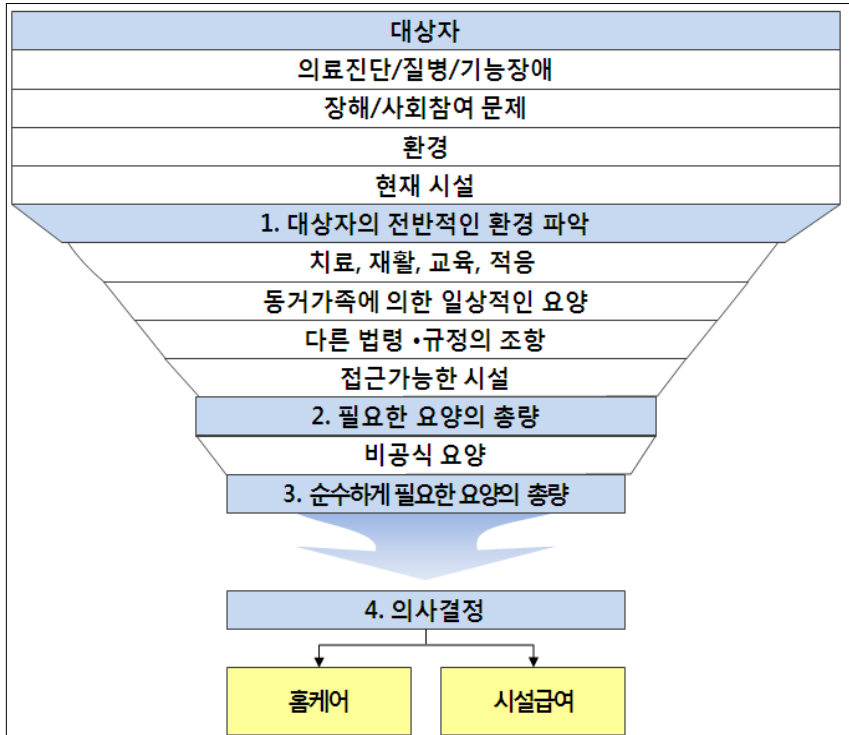 대상자
의료진단/질병/기능장애
장해/사회참여 문제
환경
현재 시설
1. 대상자의 전반적인 환경 파악
치료, 재활, 교육, 적응
동거가족에 의한 일상적인 요양
다른 법령 •규정의 조항
접근가능한 시설
2. 필요한 요양의 총량
비공식 요양
3. 순수하게 필요한 요양의 총량
4. 의사결정
홈케어
시설급여